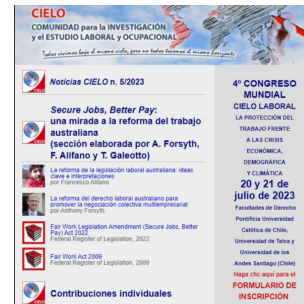 CIELO
COMUNIDAD para la INVESTIGACIÓN
y el ESTUDIO LABORAL y OCUPACIONAL
Todos vivimos bajo el mismo cielo, pero no todos tenemos el mismo horizonte
Noticias CIELO n. 5/2023
Secure Jobs, Better Pay:
una mirada a la reforma del trabajo
australiana
(sección elaborada por A. Forsyth,
F. Alifano y T. Galeotto)
La reforma de la legislación laboral australiana: ideas
clave e interpretaciones
por Francesco Alifano
La reforma del derecho laboral australiano para
promover la negociación colectiva multiempresarial
por Anthony Forsyth
Fair Work Legislation Amendment (Secure Jobs, Better
Pay) Act 2022
Federal Register of Legislation, 2022
Fair Work Act 2009
Federal Register of Legislation, 2009
Contribuciones individuales
4º CONGRESO
MUNDIAL
CIELO LABORAL
LA PROTECCIÓN DEL
TRABAJO FRENTE
A LAS CRISIS
ECONÓMICA,
DEMOGRÁFICA
Y CLIMÁTICA
20 y 21 de
julio de 2023
Facultades de Derecho
Pontificia Universidad
Católica de Chile,
Universidad de Talca y
Universidad de los
Andes Santiago (Chile)
Haga clic aquí para el
FORMULARIO DE
INSCRIPCIÓN